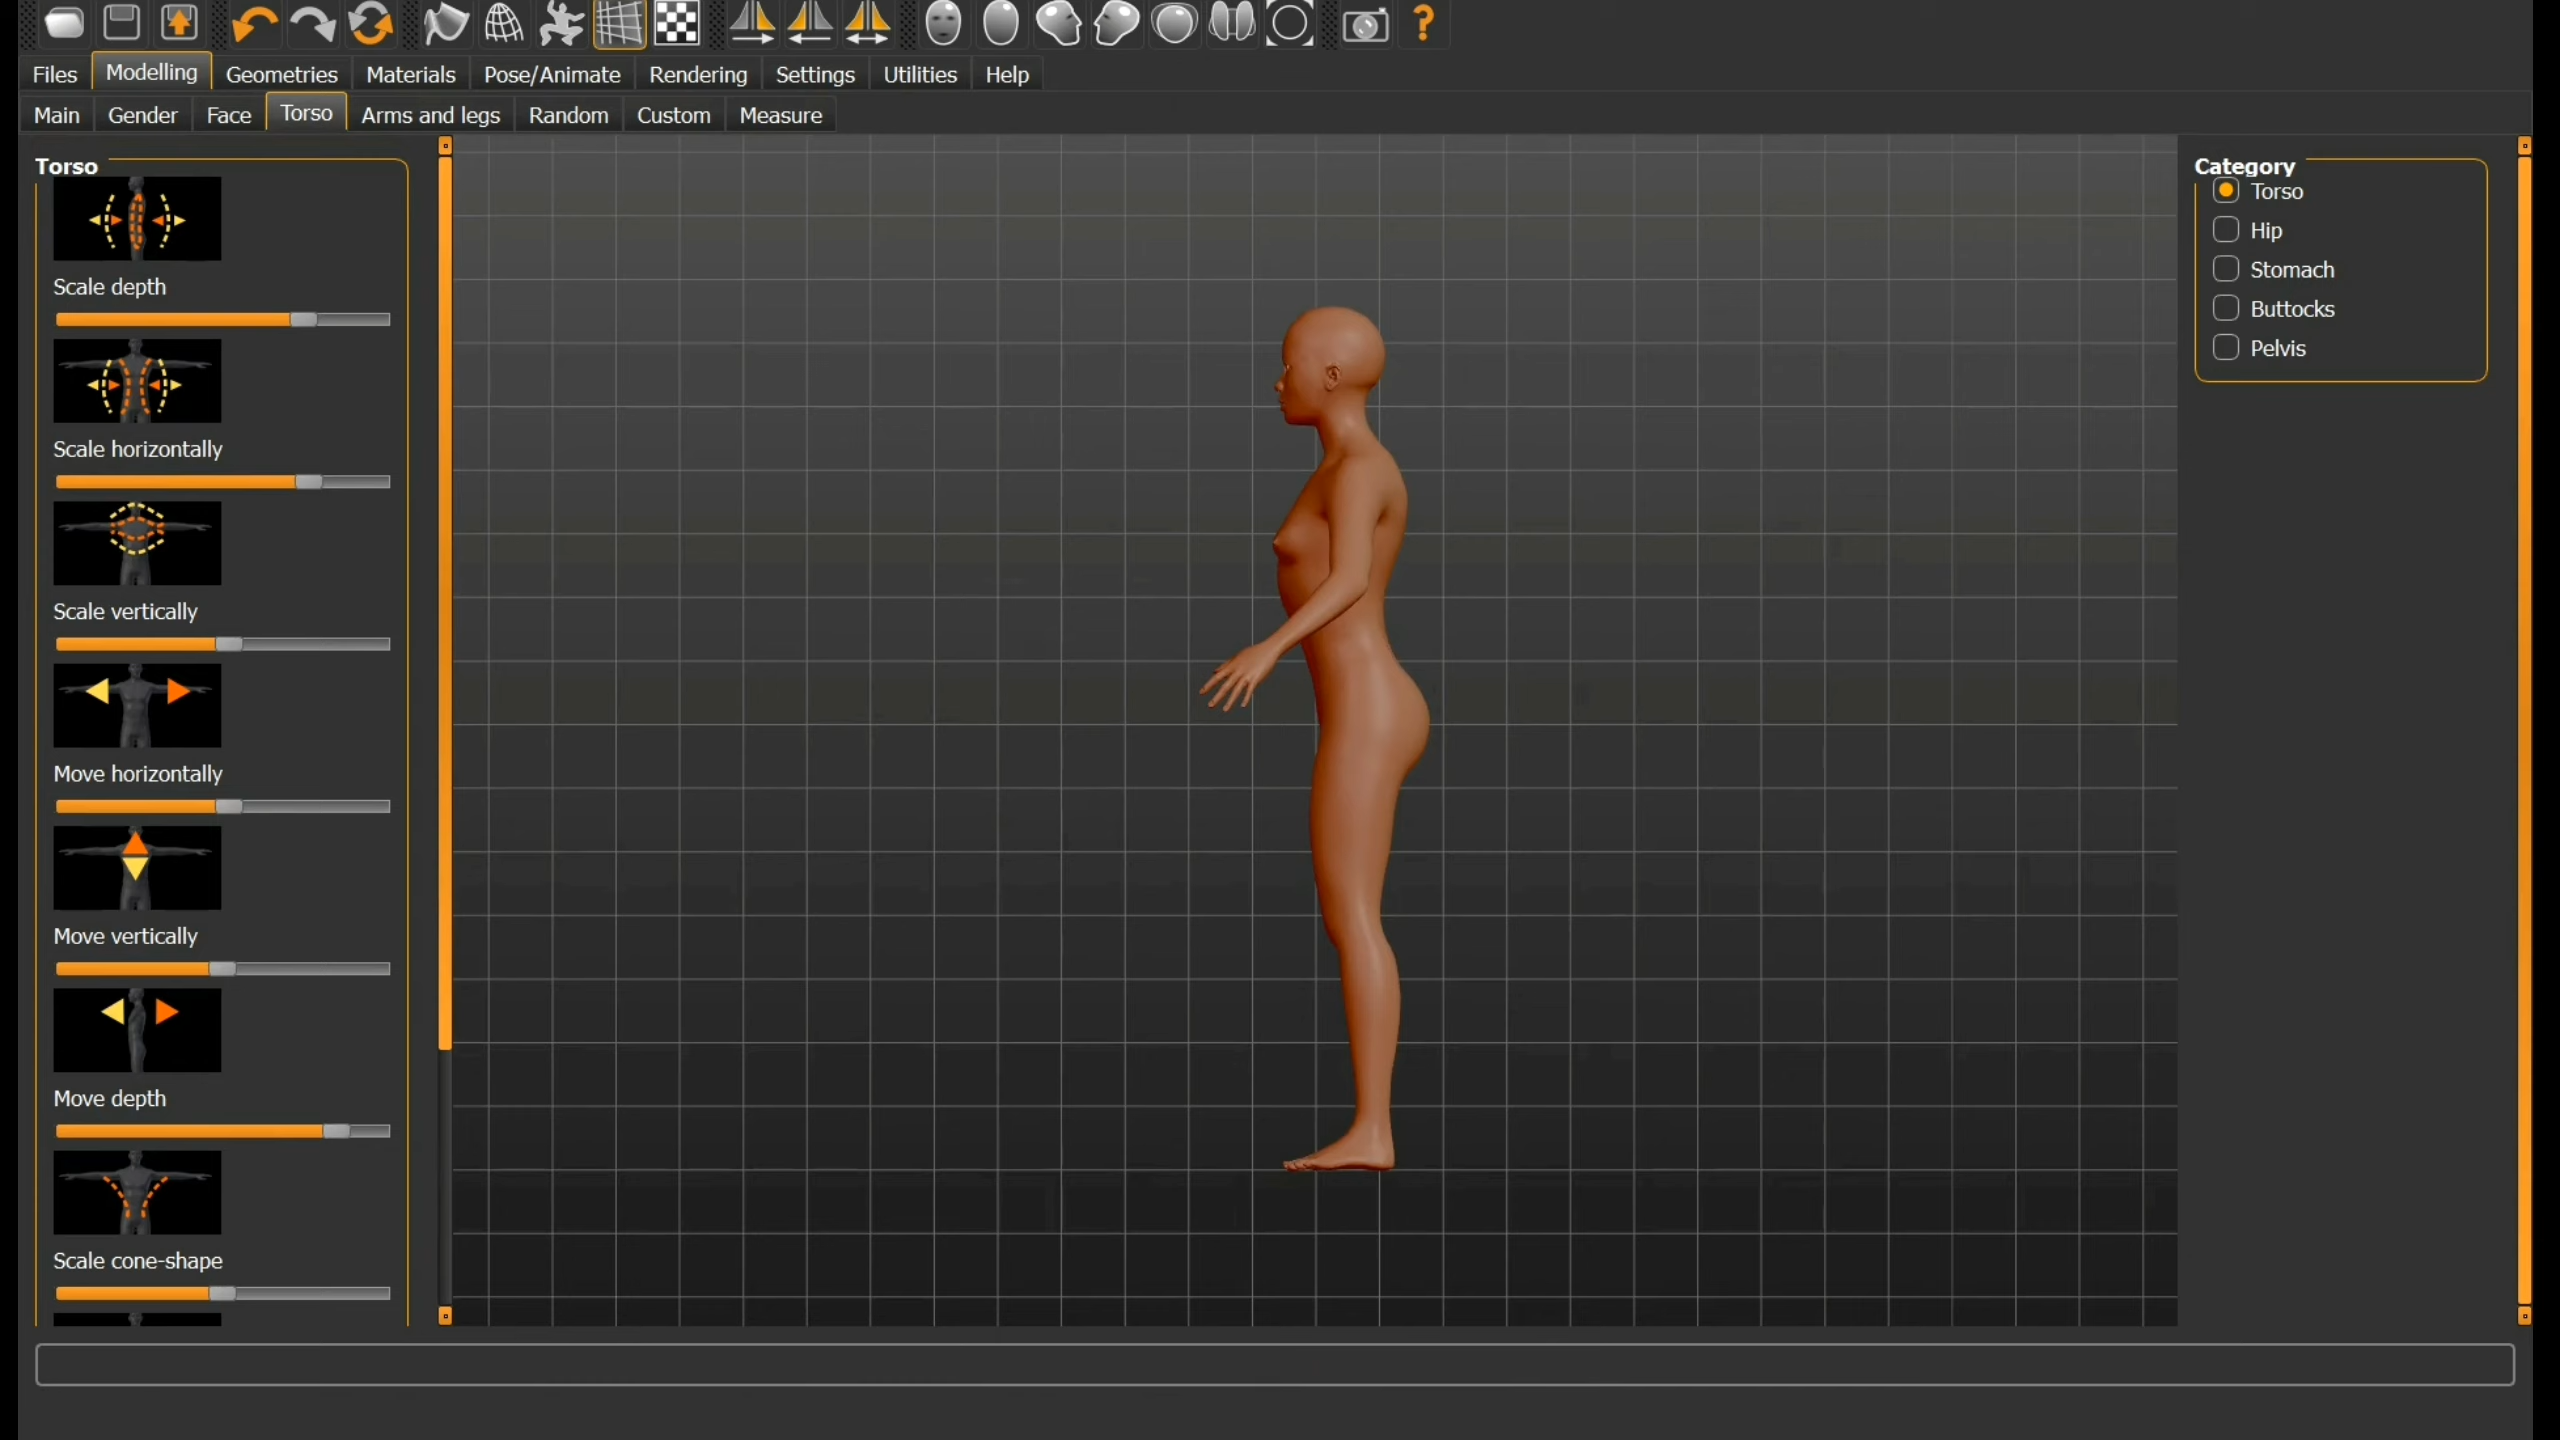 Files Modelling Geometries Materials Pose/Animate Rendering Settings Utilities Help
Main Gender Face Torso Arms and legs Random Custom Measure
Torso
Scale depth
Scale horizontally
Scale vertically
Move horizontally
Move vertically
Move depth
Scale cone-shape
Category
Torso
Hip
Stomach
Buttocks
Pelvis